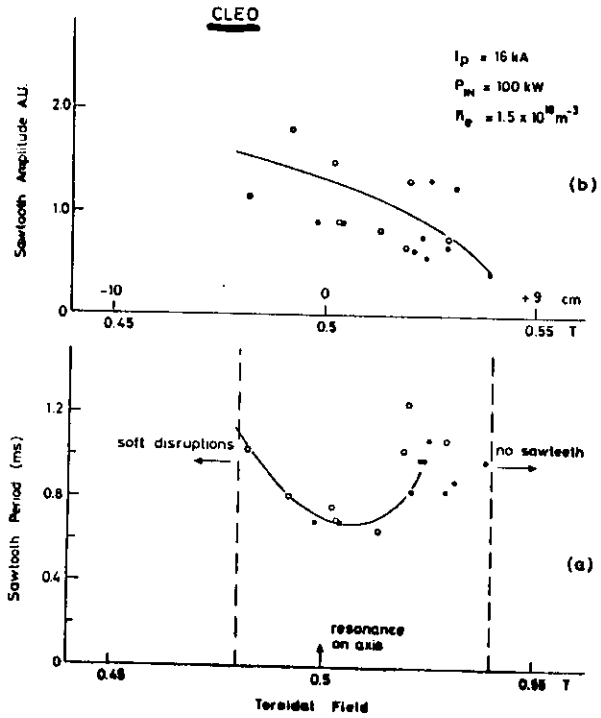 CLEO
I_P = 16 kA
P_IN = 100 kW
n̄_e = 1.5 x 10^18 m^-3
Sawtooth Amplitude A.U.
2.0
1.0
0
(b)
-10
0
+9 cm
0.45
0.5
0.55
T
Sawtooth Period (ms)
1.2
0.8
0.4
0
soft disruptions
no sawteeth
(a)
resonance
on axis
0.45
0.5
0.55
T
Toroidal Field